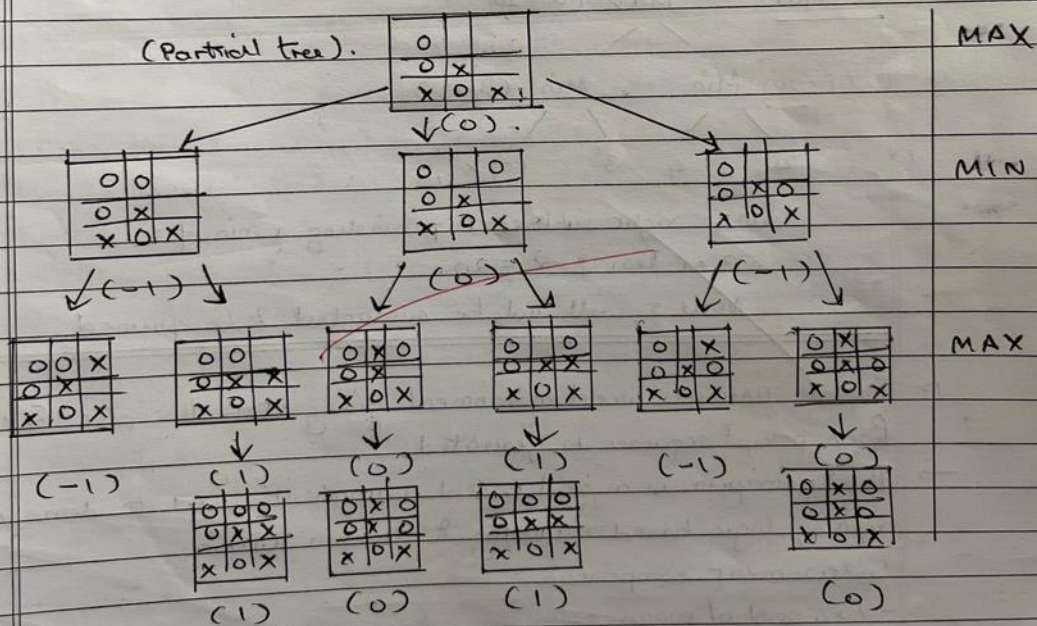 (Partial tree).
MAX
O
O X
X O X
(0).
MIN
O O
O X
X O X
O O
O X
X O X
O
O X O
X O X
(-1)
(0)
(-1)
MAX
O O X
O X
X O X
O O
O X X
X O X
O X O
O X
X O X
O O
O X X
X O X
O X
O X O
X O X
O X
O X O
X O X
(-1)
(1)
(0)
(1)
(-1)
(0)
O O O
O X X
X O X
O X O
O X O
X O X
O O O
O X X
X O X
O X O
O X O
X O X
(1)
(0)
(1)
(0)